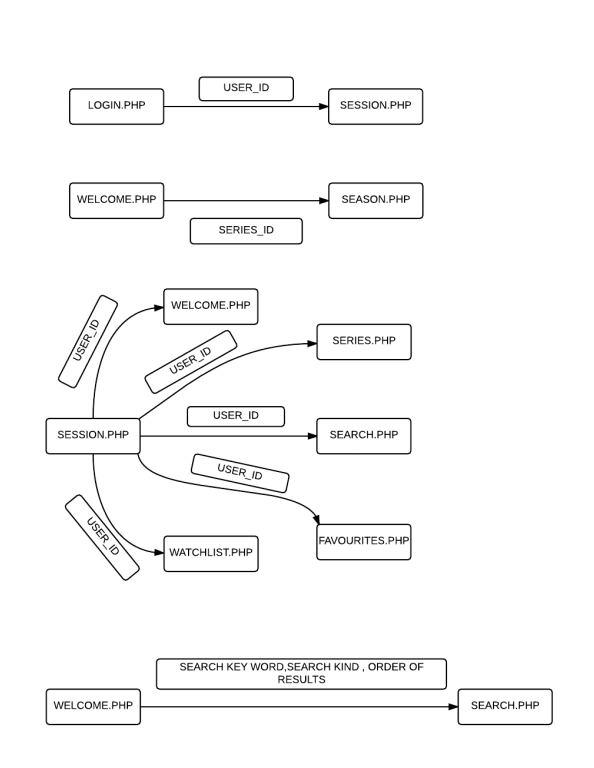 USER_ID
LOGIN.PHP
SESSION.PHP
WELCOME.PHP
SEASON.PHP
SERIES_ID
WELCOME.PHP
USER_ID
SERIES.PHP
USER_ID
USER_ID
SESSION.PHP
SEARCH.PHP
USER_ID
USER_ID
FAVOURITES.PHP
WATCHLIST.PHP
SEARCH KEY WORD,SEARCH KIND , ORDER OF
RESULTS
WELCOME.PHP
SEARCH.PHP